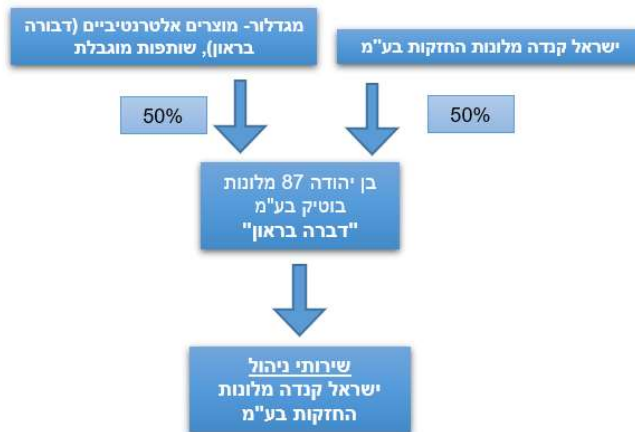 מגדלור- מוצרים אלטרנטיביים (דבורה
בראון), שותפות מוגבלת
ישראל קנדה מלונות החזקות בע"מ
50%
50%
בן יהודה 87 מלונות
בוטיק בע"מ
"דברה בראון"
שירותי ניהול
ישראל קנדה מלונות
החזקות בע"מ